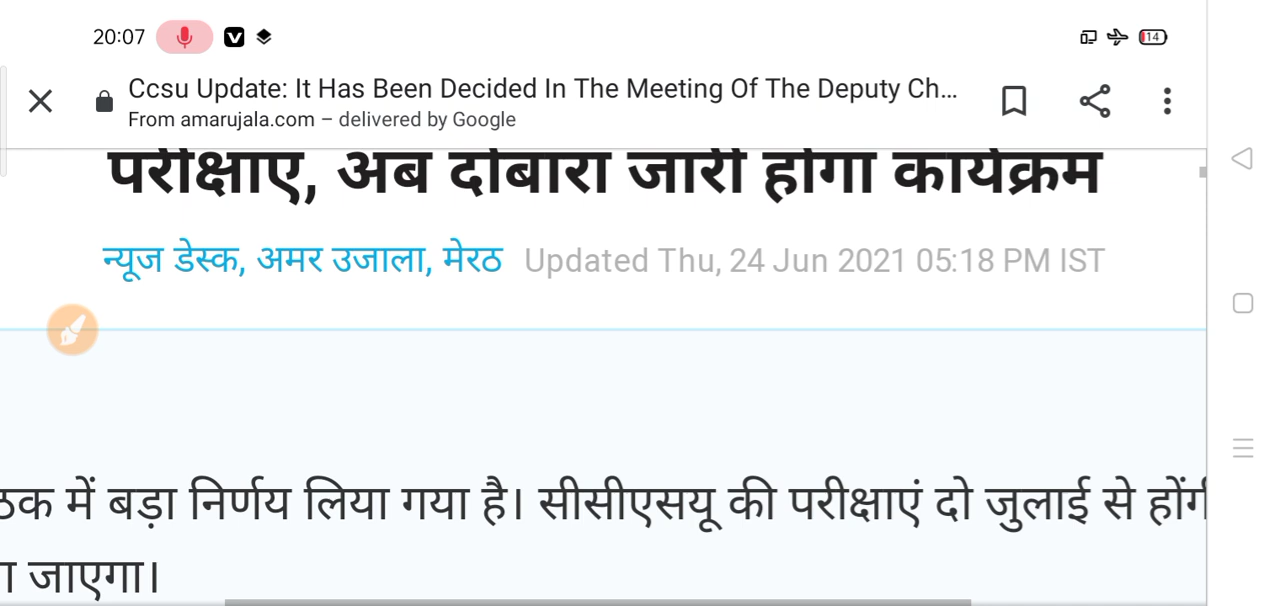 20:07
14
Ccsu Update: It Has Been Decided In The Meeting Of The Deputy Ch...
From amarujala.com – delivered by Google
परीक्षाएं, अब दोबारा जारी होगा कार्यक्रम
न्यूज डेस्क, अमर उजाला, मेरठ Updated Thu, 24 Jun 2021 05:18 PM IST
में बड़ा निर्णय लिया गया है। सीसीएसयू की परीक्षाएं दो जुलाई से
जाएगा।